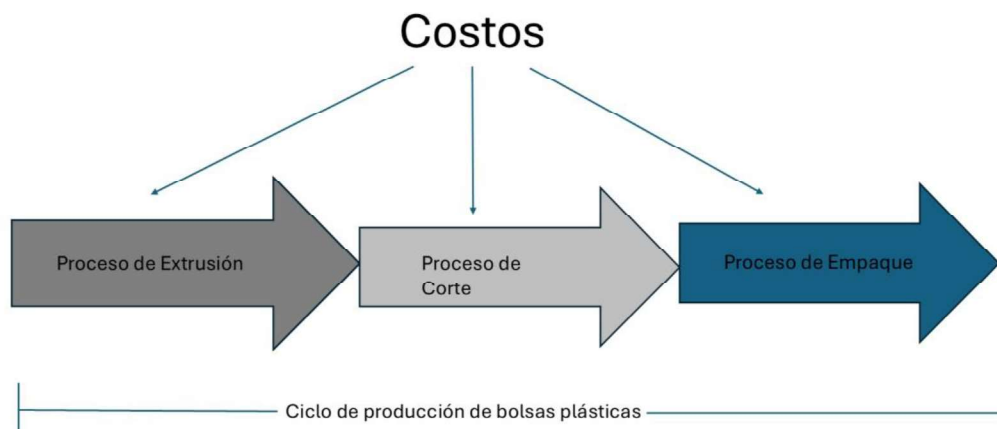 Costos
Proceso de Extrusión
Proceso de
Corte
Proceso de Empaque
Ciclo de producción de bolsas plásticas